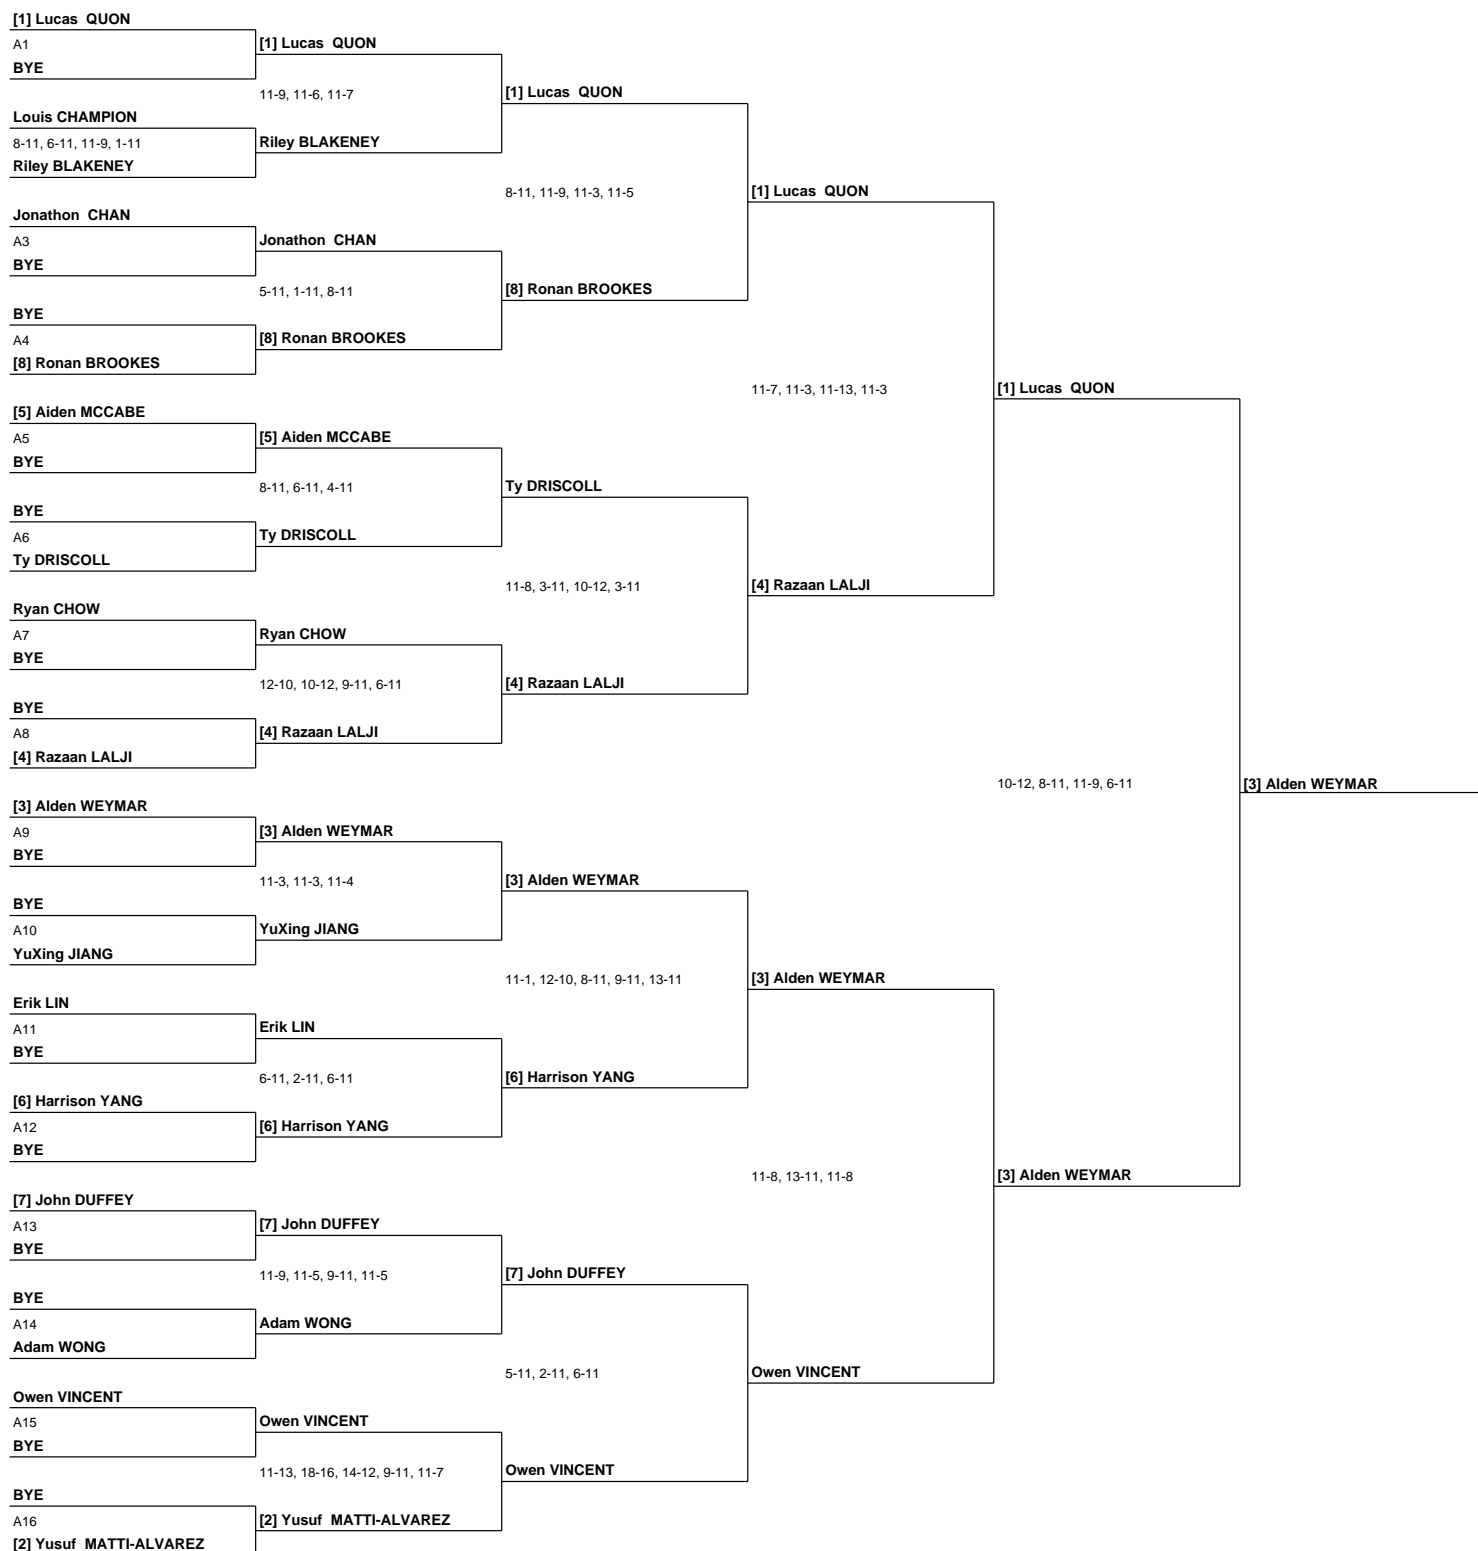 [1] Lucas  QUON
A1
BYE
Louis CHAMPION
8-11, 6-11, 11-9, 1-11
Riley BLAKENEY
Jonathon  CHAN
A3
BYE
BYE
A4
[8] Ronan BROOKES
[5] Aiden MCCABE
A5
BYE
BYE
A6
Ty DRISCOLL
Ryan CHOW
A7
BYE
BYE
A8
[4] Razaan LALJI
[3] Alden WEYMAR
A9
BYE
BYE
A10
YuXing JIANG
Erik LIN
A11
BYE
[6] Harrison YANG
A12
BYE
[7] John DUFFEY
A13
BYE
BYE
A14
Adam WONG
Owen VINCENT
A15
BYE
BYE
A16
[2] Yusuf  MATTI-ALVAREZ
[1] Lucas  QUON
11-9, 11-6, 11-7
Riley BLAKENEY
Jonathon  CHAN
5-11, 1-11, 8-11
[8] Ronan BROOKES
[5] Aiden MCCABE
8-11, 6-11, 4-11
Ty DRISCOLL
Ryan CHOW
12-10, 10-12, 9-11, 6-11
[4] Razaan LALJI
[3] Alden WEYMAR
11-3, 11-3, 11-4
YuXing JIANG
Erik LIN
6-11, 2-11, 6-11
[6] Harrison YANG
[7] John DUFFEY
11-9, 11-5, 9-11, 11-5
Adam WONG
Owen VINCENT
11-13, 18-16, 14-12, 9-11, 11-7
[2] Yusuf  MATTI-ALVAREZ
[1] Lucas  QUON
8-11, 11-9, 11-3, 11-5
[8] Ronan BROOKES
Ty DRISCOLL
11-8, 3-11, 10-12, 3-11
[4] Razaan LALJI
[3] Alden WEYMAR
11-1, 12-10, 8-11, 9-11, 13-11
[6] Harrison YANG
[7] John DUFFEY
5-11, 2-11, 6-11
Owen VINCENT
[1] Lucas  QUON
11-7, 11-3, 11-13, 11-3
[4] Razaan LALJI
[3] Alden WEYMAR
11-8, 13-11, 11-8
Owen VINCENT
[1] Lucas  QUON
10-12, 8-11, 11-9, 6-11
[3] Alden WEYMAR
[3] Alden WEYMAR